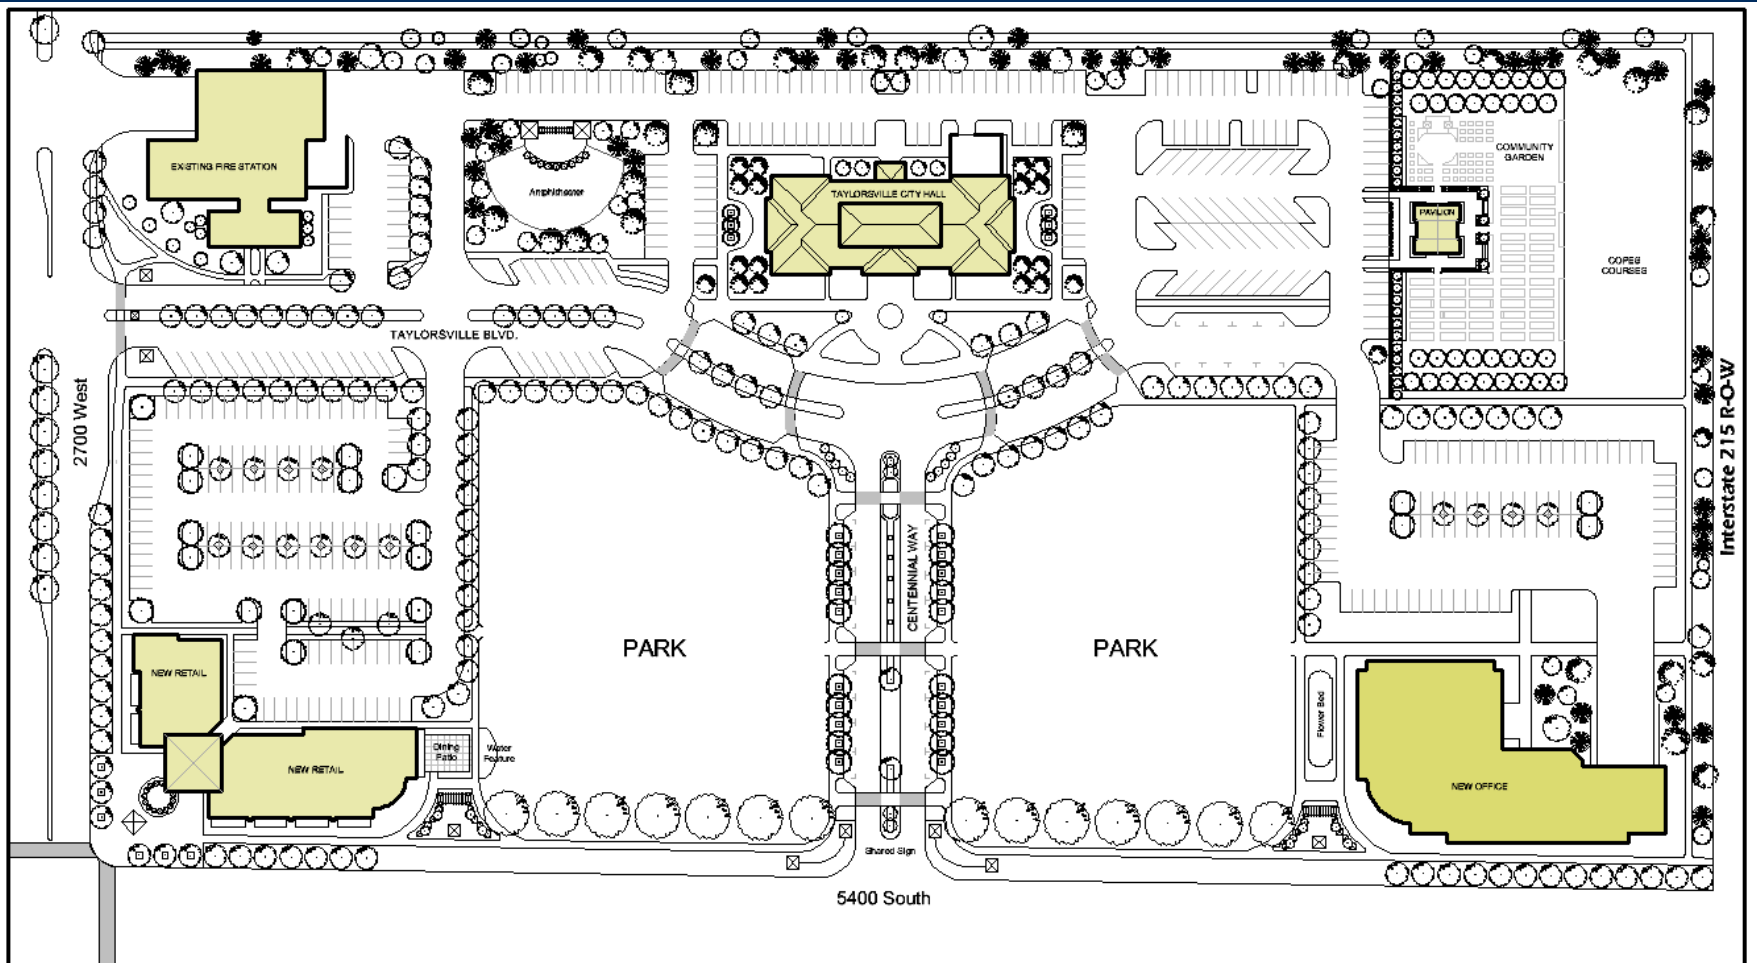 EXISTING FIRE STATION
Amphitheater
TAYLORSVILLE CITY HALL
COMMUNITY
GARDEN
PAVILION
COPES
COURSES
TAYLORSVILLE BLVD.
2700 West
Interstate 215 R-O-W
CENTENNIAL WAY
PARK
PARK
NEW RETAIL
NEW RETAIL
Dining
Patio
Water
Feature
Flower Bed
NEW OFFICE
Shared Sign
5400 South